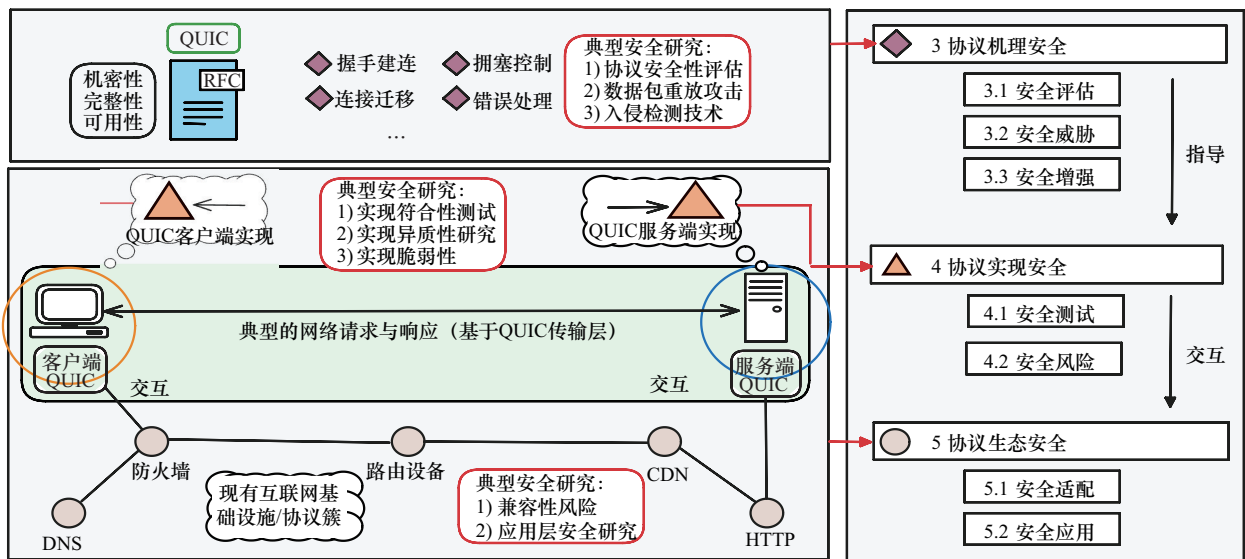 QUIC
RFC
机密性
完整性
可用性
握手建连
拥塞控制
连接迁移
错误处理
…
典型安全研究:
1) 协议安全性评估
2) 数据包重放攻击
3) 入侵检测技术
QUIC客户端实现
典型安全研究:
1) 实现符合性测试
2) 实现异质性研究
3) 实现脆弱性
QUIC服务端实现
典型的网络请求与响应（基于QUIC传输层）
客户端
QUIC
交互
交互
服务端
QUIC
防火墙
路由设备
CDN
DNS
HTTP
现有互联网基
础设施/协议簇
典型安全研究:
1) 兼容性风险
2) 应用层安全研究
3 协议机理安全
3.1 安全评估
3.2 安全威胁
3.3 安全增强
指导
4 协议实现安全
4.1 安全测试
4.2 安全风险
交互
5 协议生态安全
5.1 安全适配
5.2 安全应用